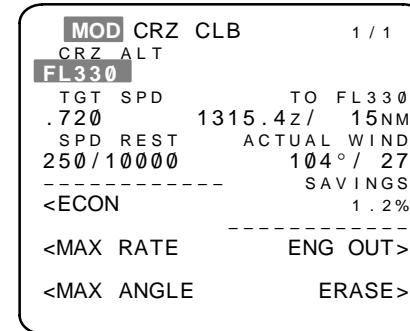 MOD CRZ CLB 1/1
CRZ ALT
FL330
TGT SPD TO FL330
.720 1315.4z/ 15NM
SPD REST ACTUAL WIND
250/10000 104°/ 27
------------ SAVINGS
<ECON 1.2%
------------
<MAX RATE ENG OUT>
<MAX ANGLE ERASE>